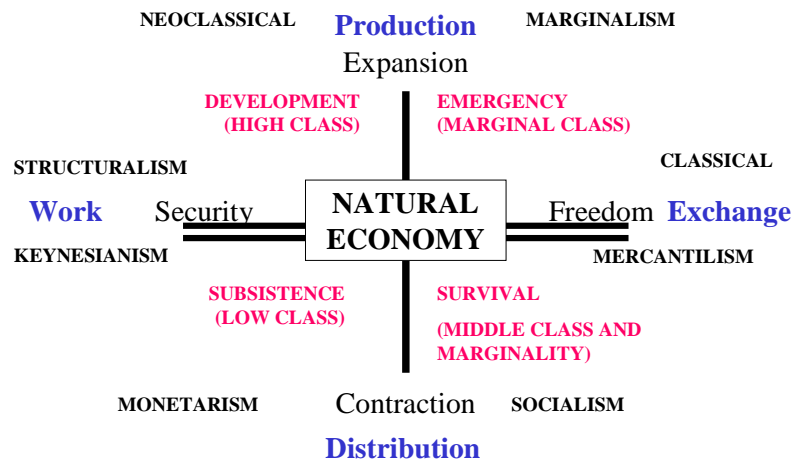 NEOCLASSICAL Production MARGINALISM
Expansion
DEVELOPMENT EMERGENCY
(HIGH CLASS) (MARGINAL CLASS)
STRUCTURALISM CLASSICAL
Work Security NATURAL ECONOMY Freedom Exchange
KEYNESIANISM MERCANTILISM
SUBSISTENCE SURVIVAL
(LOW CLASS) (MIDDLE CLASS AND
MARGINALITY)
MONETARISM Contraction SOCIALISM
Distribution